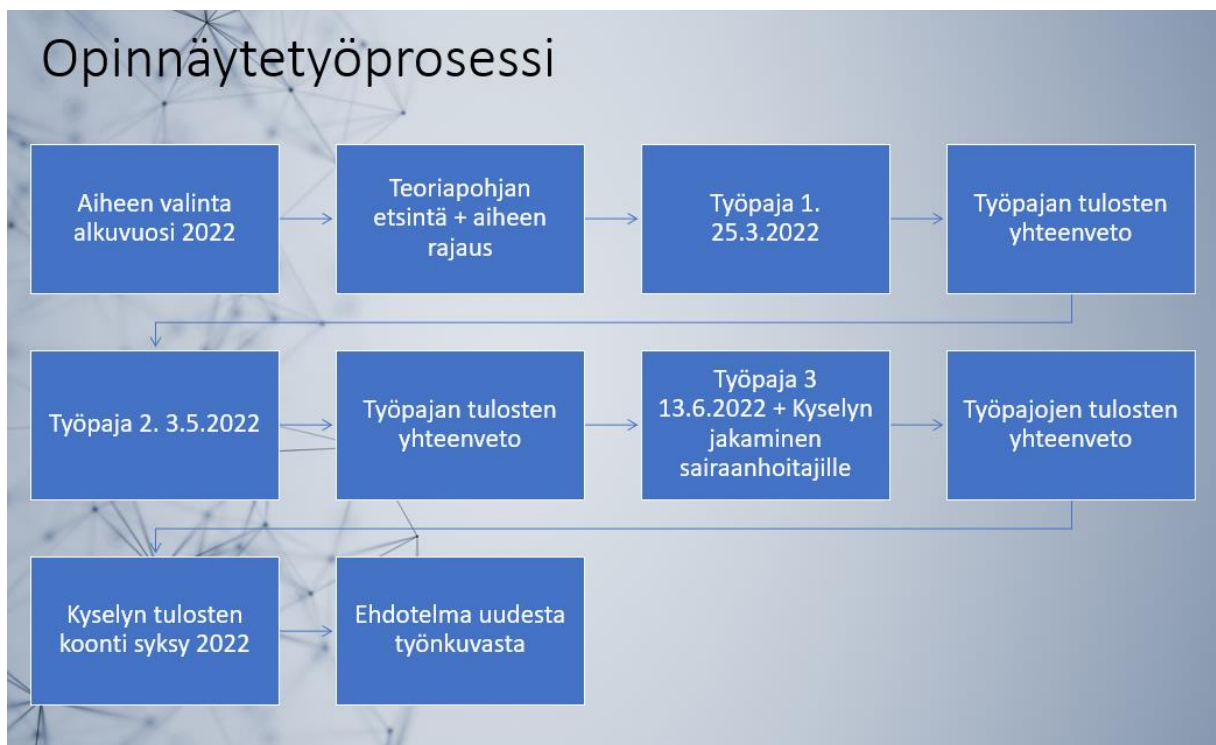 Opinnäytetyöprosessi
Aiheen valinta
alkuvuosi 2022
Teoriapohjan
etsintä + aiheen
rajaus
Työpaja 1.
25.3.2022
Työpajan tulosten
yhteenveto
Työpaja 2. 3.5.2022
Työpajan tulosten
yhteenveto
Työpaja 3
13.6.2022 + Kyselyn
jakaminen
sairaanhoitajille
Työpajojen tulosten
yhteenveto
Kyselyn tulosten
koonti syksy 2022
Ehdotelma uudesta
työnkuvasta